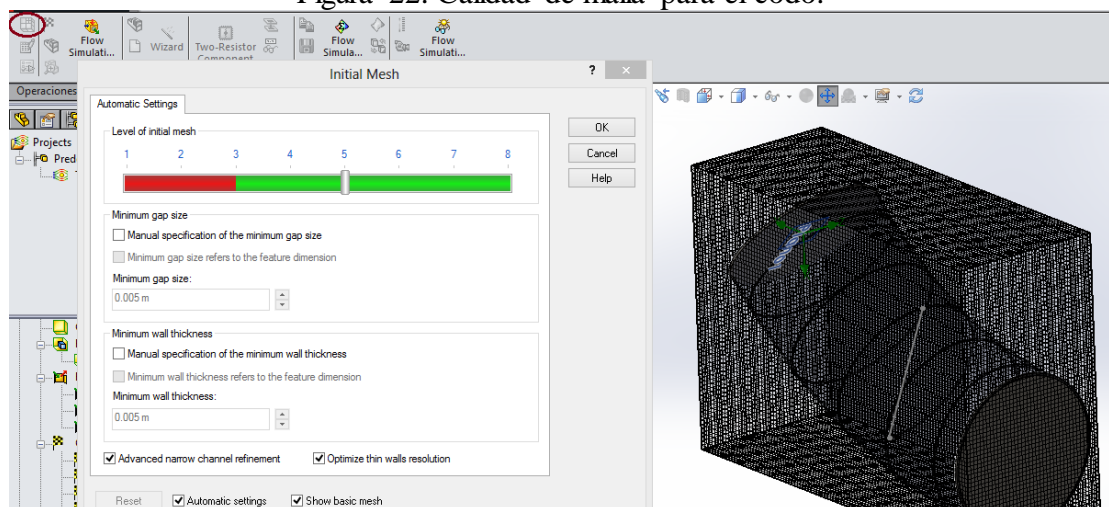 Figura 22. Calidad de malla para el codo.
Flow
Simulati...
Wizard
Two-Resistor
Component
Flow
Simula...
Flow
Simulati...
Operaciones
Initial Mesh
?
Automatic Settings
Level of initial mesh
1 2 3 4 5 6 7 8
OK
Cancel
Help
Projects
Pred
Minimum gap size
Manual specification of the minimum gap size
Minimum gap size refers to the feature dimension
Minimum gap size:
0.005 m
Minimum wall thickness
Manual specification of the minimum wall thickness
Minimum wall thickness refers to the feature dimension
Minimum wall thickness:
0.005 m
Advanced narrow channel refinement
Optimize thin walls resolution
Reset
Automatic settings
Show basic mesh